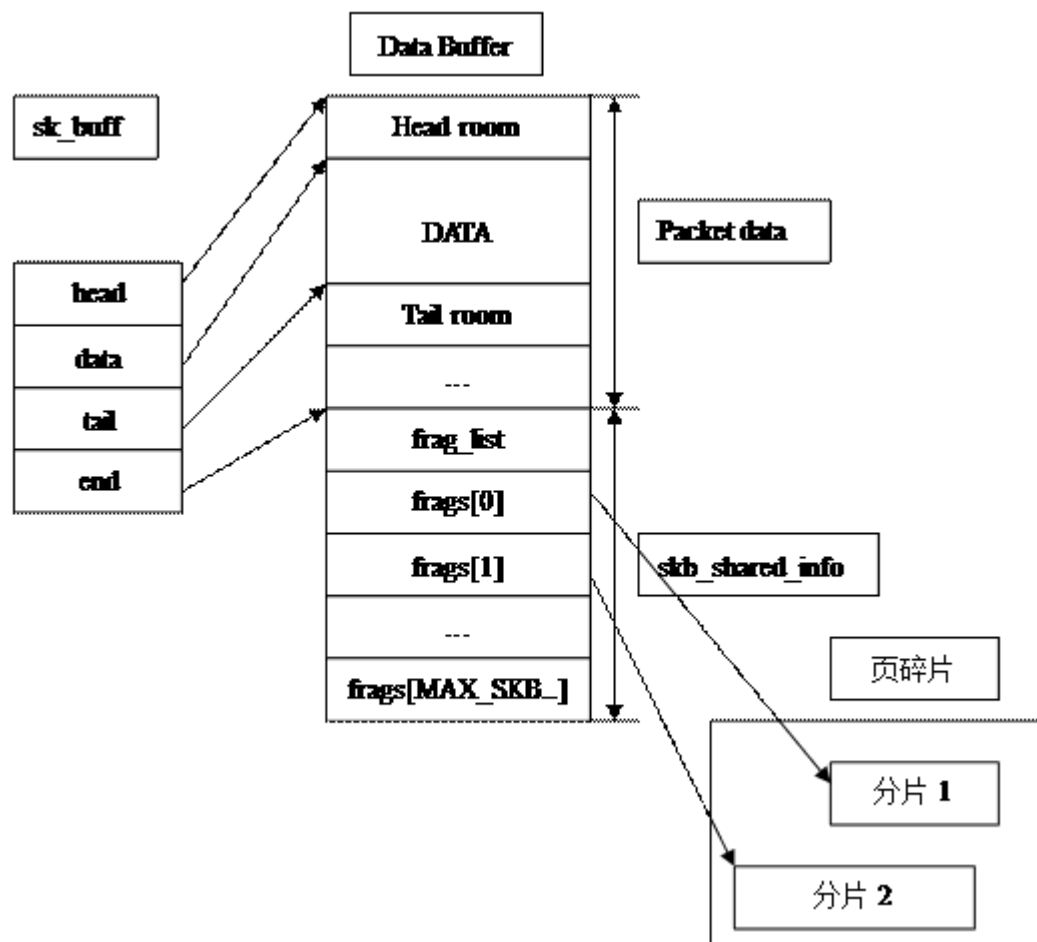 Data Buffer
sk_buff
Head room
DATA
Packet data
head
Tail room
data
...
tail
frag_list
end
frags[0]
frags[1]
skb_shared_info
...
页碎片
frags[MAX_SKB_]
分片 1
分片 2